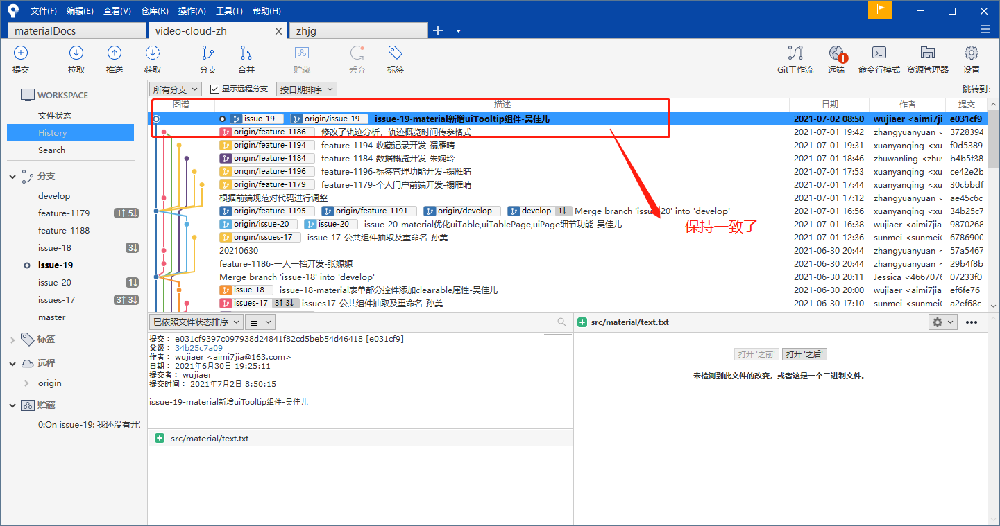 文件(F) 编辑(E) 查看(V) 仓库(R) 操作(A) 工具(T) 帮助(H)
materialDocs video-cloud-zh zhjg
提交 拉取 推送 获取 分支 合并 贮藏 丢弃 标签 Git工作流 远端 命令行模式 资源管理器 设置
所有分支 显示远程分支 按日期排序 跳转到:
WORKSPACE
文件状态
History
Search
分支
develop
feature-1179 1↑ 5↓
feature-1188
issue-18 3↓
issue-19
issue-20 1↓
issues-17 3↑ 3↓
master
标签
远程
origin
贮藏
0:On issue-19: 我还没有开
图谱 描述 日期 作者 提交
issue-19 origin/issue-19 issue-19-material新增uiTooltip组件-吴佳儿 2021-07-02 08:50 wujiaer <aimi7ji e031cf9
origin/feature-1186 修改了轨迹分析，轨迹概览时间传参格式 2021-07-01 19:42 zhangyuanyuan < 3728394
origin/feature-1194 feature-1194-收藏记录开发-禤雁晴 2021-07-01 19:31 xuanyanqing <xu f0d5389
origin/feature-1184 feature-1184-数据概览开发-朱婉玲 2021-07-01 18:46 zhuwanling <zhu b4b5f38
origin/feature-1196 feature-1196-标签管理功能开发-禤雁晴 2021-07-01 17:53 xuanyanqing <xu ce42e2b
origin/feature-1179 feature-1179-个人门户前端开发-禤雁晴 2021-07-01 17:44 xuanyanqing <xu 30cbbdf
根据前端规范对代码进行调整 2021-07-01 17:12 zhangyuanyuan < ae45c6c
origin/feature-1195 origin/feature-1191 origin/develop develop 1↓ Merge branch 'issue-20' into 'develop' 2021-07-01 16:56 xuanyanqing <xu 34b25c7
origin/issue-20 issue-20 issue-20-material优化uiTable,uiTablePage,uiPage细节功能-吴佳儿 2021-07-01 16:38 wujiaer <aimi7jia 9870268
origin/issues-17 issue-17-公共组件抽取及重命名-孙美 2021-07-01 12:36 sunmei <sunmei( 6786900
20210630 2021-06-30 20:44 zhangyuanyuan < 57a5467
feature-1186-一人一档开发-张嫄嫄 2021-06-30 20:44 zhangyuanyuan < 29b4f8b
Merge branch 'issue-18' into 'develop' 2021-06-30 20:11 Jessica <4667076 07233f0
issue-18 issue-18-material表单部分控件添加clearable属性-吴佳儿 2021-06-30 20:00 wujiaer <aimi7jia ef6fe76
issues-17 3↑ 3↓ issues17-公共组件抽取及重命名-孙美 2021-06-30 17:10 sunmei <sunmei( a2ef68c
保持一致了
已依照文件状态排序
提交： e031cf9397c097938d24841f82cd5beb54d46418 [e031cf9]
父级： 34b25c7a09
作者： wujiaer <aimi7jia@163.com>
日期： 2021年6月30日 19:25:11
提交者： wujiaer
提交时间： 2021年7月2日 8:50:15
issue-19-material新增uiTooltip组件-吴佳儿
src/material/text.txt
src/material/text.txt
打开 '之前' 打开 '之后'
未检测到此文件的改变，或者这是一个二进制文件。